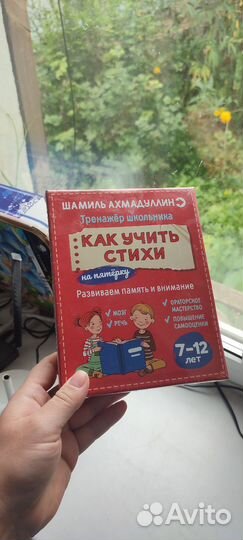 ШАМИЛЬ АХМАДУЛЛИН
Тренажёр школьника
КАК УЧИТЬ
СТИХИ
на пятёрку
Развиваем память и внимание
✓ МОЗГ
✓ РЕЧЬ
✓ ОРАТОРСКОЕ
МАСТЕРСТВО
✓ ПОВЫШЕНИЕ
САМООЦЕНКИ
7-12
ЛЕТ
Avito